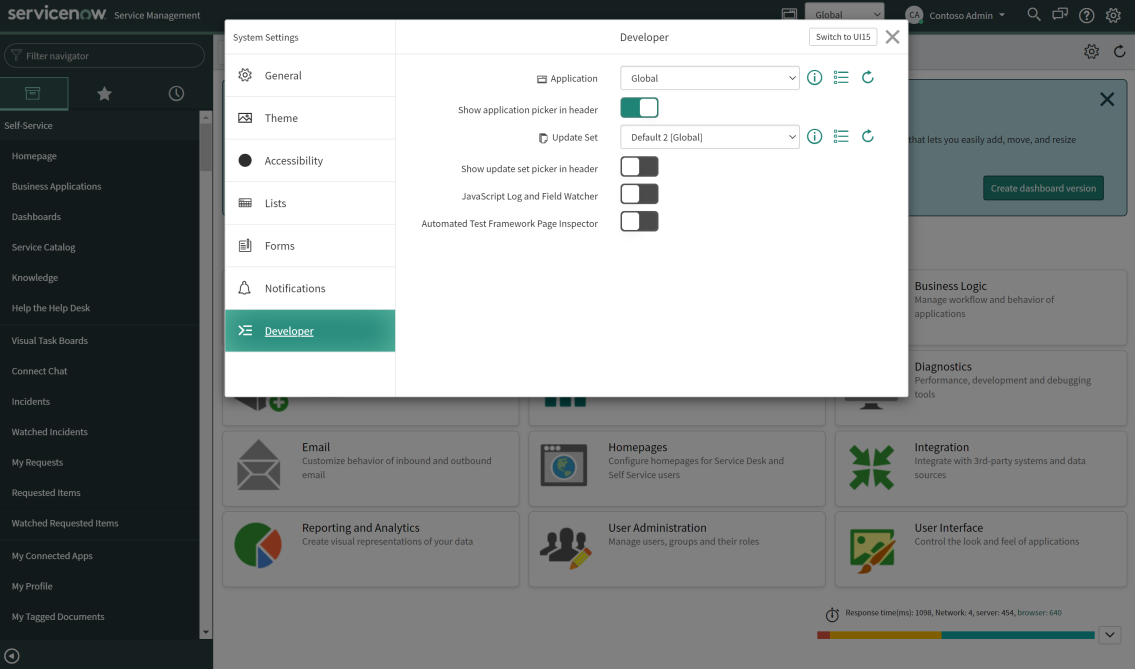 servicenow Service Management
Global
CA Contoso Admin
Filter navigator
Self-Service
Homepage
Business Applications
Dashboards
Service Catalog
Knowledge
Help the Help Desk
Visual Task Boards
Connect Chat
Incidents
Watched Incidents
My Requests
Requested Items
Watched Requested Items
My Connected Apps
My Profile
My Tagged Documents
System Settings
General
Theme
Accessibility
Lists
Forms
Notifications
Developer
Developer
Switch to UI15
Application Global
Show application picker in header
Update Set Default 2 [Global]
Show update set picker in header
JavaScript Log and Field Watcher
Automated Test Framework Page Inspector
that lets you easily add, move, and resize
Create dashboard version
Business Logic
Manage workflow and behavior of
applications
Diagnostics
Performance, development and debugging
tools
Email
Customize behavior of inbound and outbound
email
Homepages
Configure homepages for Service Desk and
Self Service users
Integration
Integrate with 3rd-party systems and data
sources
Reporting and Analytics
Create visual representations of your data
User Administration
Manage users, groups and their roles
User Interface
Control the look and feel of applications
Response time(ms): 1098, Network: 4, server: 454, browser: 640